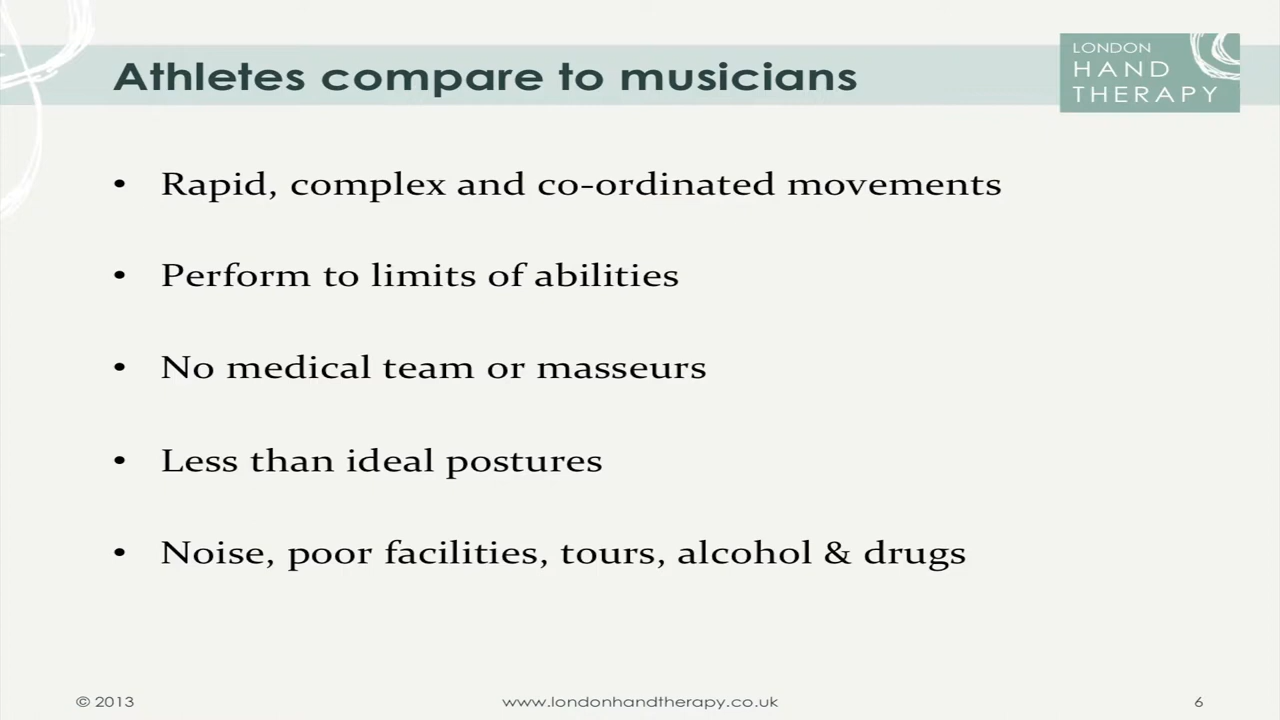 Athletes compare to musicians
LONDON
HAND
THERAPY
• Rapid, complex and co-ordinated movements
• Perform to limits of abilities
• No medical team or masseurs
• Less than ideal postures
• Noise, poor facilities, tours, alcohol & drugs
© 2013
www.londonhandtherapy.co.uk
6